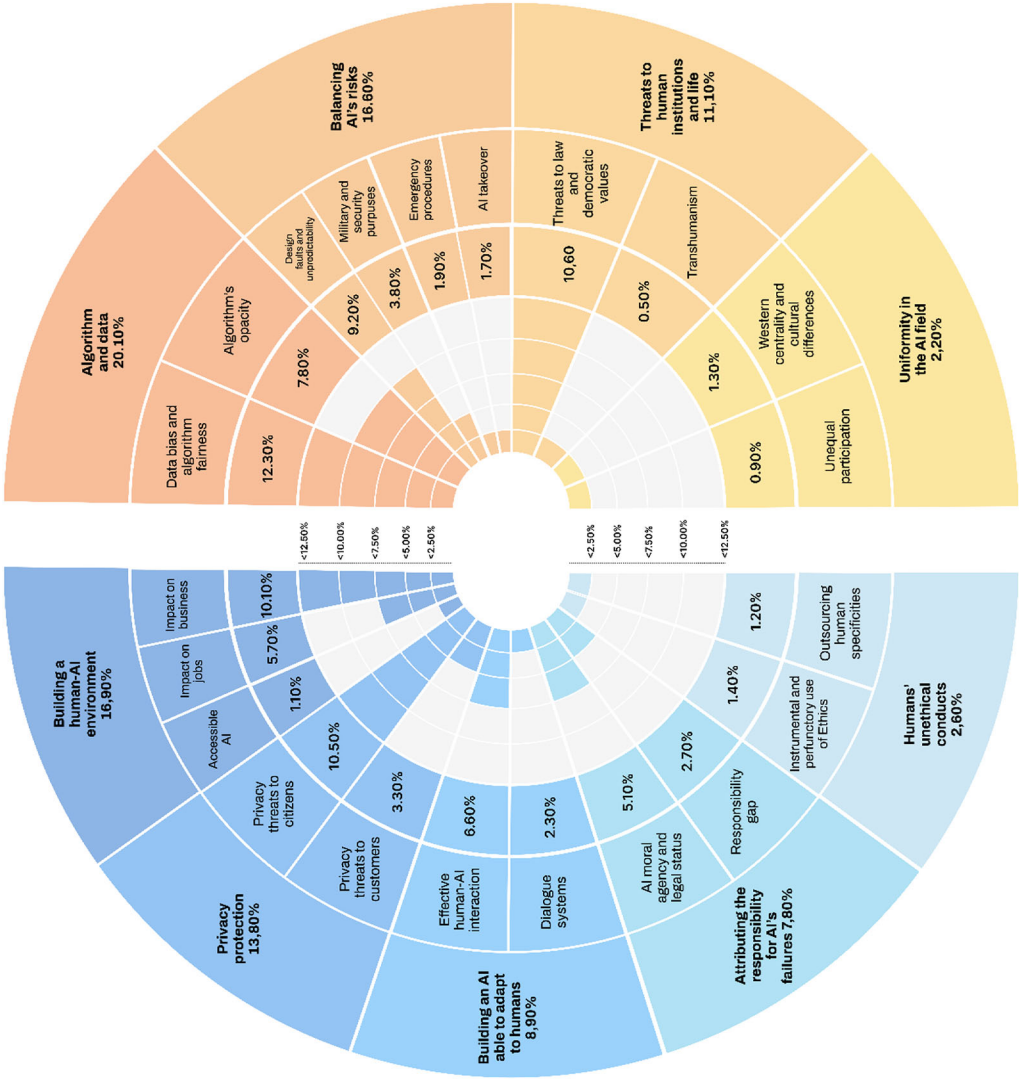 Algorithm
and data
20.10%
Data bias and
algorithm
fairness
12.30%
Algorithm's
opacity
7.80%
Balancing
AI's risks
16.60%
Design
faults and
unprodictability
9.20%
Military and
security
purpuses
3.80%
Emergency
procedures
1.90%
AI takeover
1.70%
Threats to
human
institutions
and life
11,10%
Threats to law
and
democratic
values
10,60
Transhumanism
0.50%
Uniformity in
the AI field
2,20%
Western
centrality and
cultural
differences
1.30%
Unequal
participation
0.90%
<12.50%
<10.00%
<7.50%
<5.00%
<2.50%
<2.50%
<5.00%
<7.50%
<10.00%
<12.50%
Building a
human-AI
environment
16,90%
Impact on
business
10.10%
Impact on
jobs
5.70%
Accessible
AI
1.10%
Privacy
protection
13,80%
Privacy
threats to
citizens
10.50%
Privacy
threats to
customers
3.30%
Building an AI
able to adapt
to humans
8,90%
Effective
human-AI
interaction
6.60%
Dialogue
systems
2.30%
Attributing the
responsibility
for AI's
failures 7,80%
AI moral
agency and
legal status
5.10%
Responsibility
gap
2.70%
Humans'
unethical
conducts
2,60%
Instrumental and
perfunctory use
of Ethics
1.40%
Outsourcing
human
specificities
1.20%